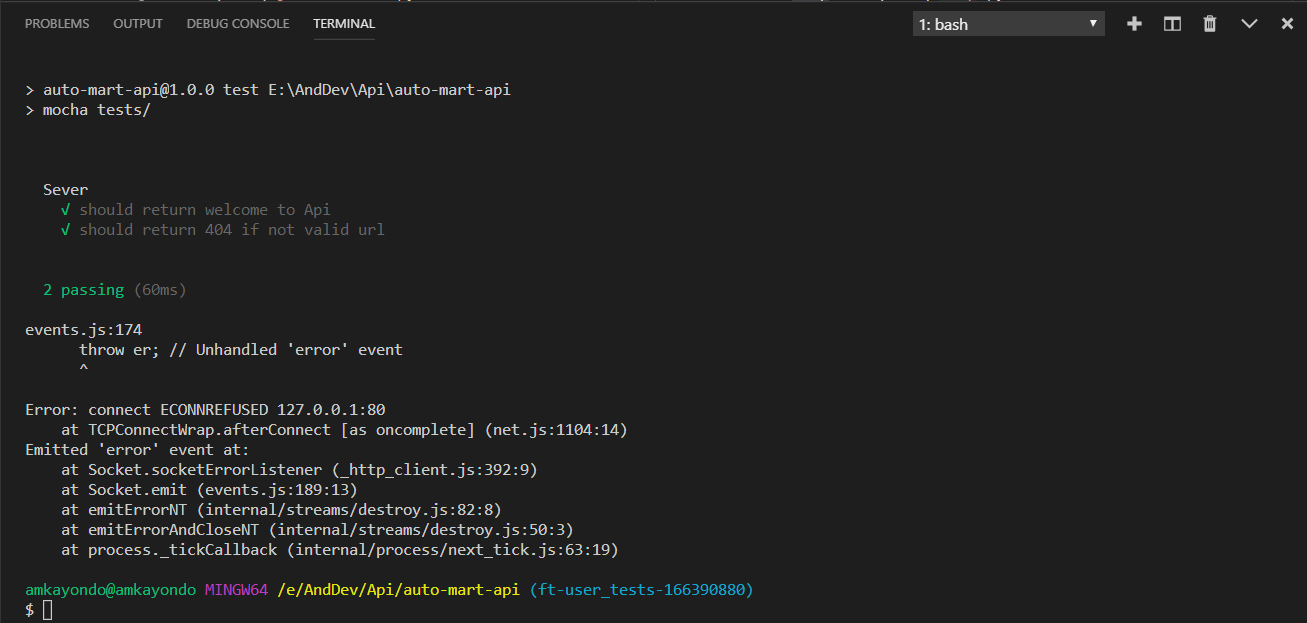 PROBLEMS OUTPUT DEBUG CONSOLE TERMINAL 1: bash
> auto-mart-api@1.0.0 test E:\AndDev\Api\auto-mart-api
> mocha tests/
Sever
√ should return welcome to Api
√ should return 404 if not valid url
2 passing (60ms)
events.js:174
throw er; // Unhandled 'error' event
^
Error: connect ECONNREFUSED 127.0.0.1:80
at TCPConnectWrap.afterConnect [as oncomplete] (net.js:1104:14)
Emitted 'error' event at:
at Socket.socketErrorListener (_http_client.js:392:9)
at Socket.emit (events.js:189:13)
at emitErrorNT (internal/streams/destroy.js:82:8)
at emitErrorAndCloseNT (internal/streams/destroy.js:50:3)
at process._tickCallback (internal/process/next_tick.js:63:19)
amkayondo@amkayondo MINGW64 /e/AndDev/Api/auto-mart-api (ft-user_tests-166390880)
$